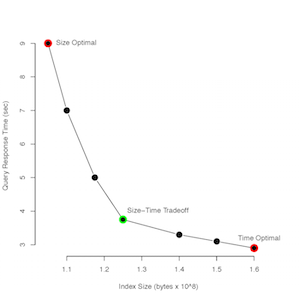 9
Size Optimal
8
7
6
5
4
3
Query Response Time (sec)
Size-Time Tradeoff
Time Optimal
1.1
1.2
1.3
1.4
1.5
1.6
Index Size (bytes x 10^8)